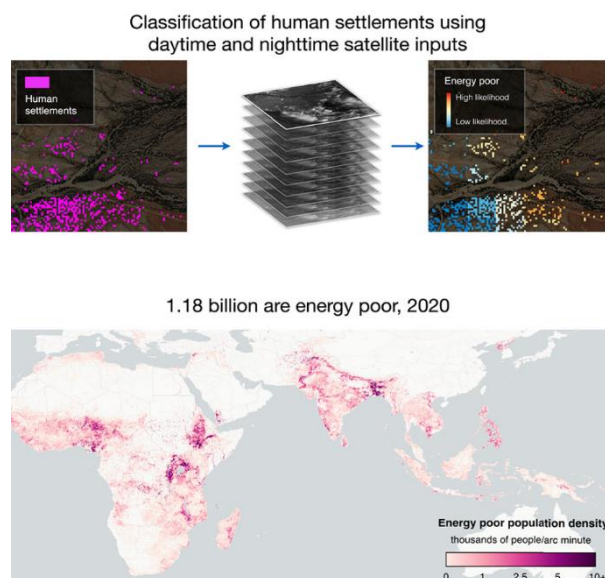 Classification of human settlements using
daytime and nighttime satellite inputs
Human
settlements
Energy poor
High likelihood
Low likelihood
1.18 billion are energy poor, 2020
Energy poor population density
thousands of people/arc minute
0 1 2.5 5 10+